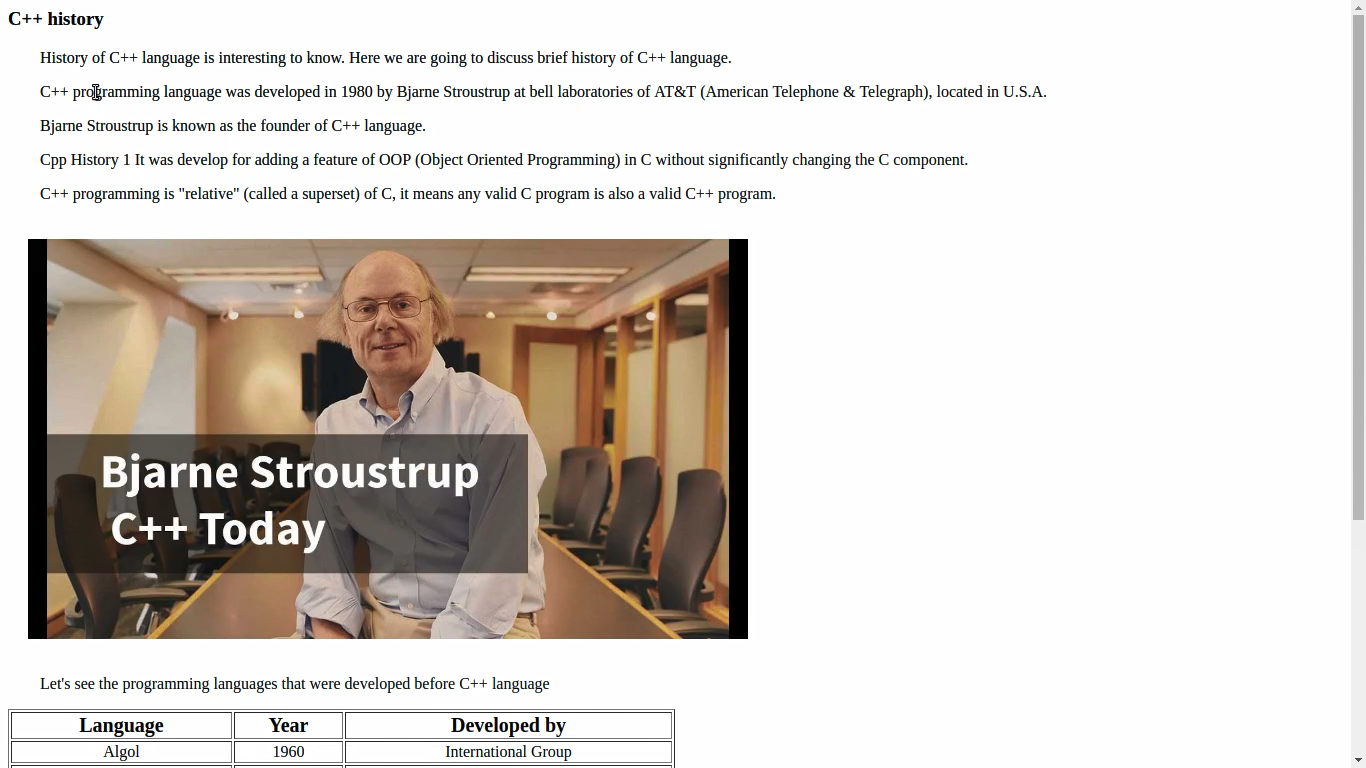 C++ history
History of C++ language is interesting to know. Here we are going to discuss brief history of C++ language.
C++ programming language was developed in 1980 by Bjarne Stroustrup at bell laboratories of AT&T (American Telephone & Telegraph), located in U.S.A.
Bjarne Stroustrup is known as the founder of C++ language.
Cpp History 1 It was develop for adding a feature of OOP (Object Oriented Programming) in C without significantly changing the C component.
C++ programming is "relative" (called a superset) of C, it means any valid C program is also a valid C++ program.
Bjarne Stroustrup
C++ Today
Let's see the programming languages that were developed before C++ language
Language Year Developed by
Algol 1960 International Group